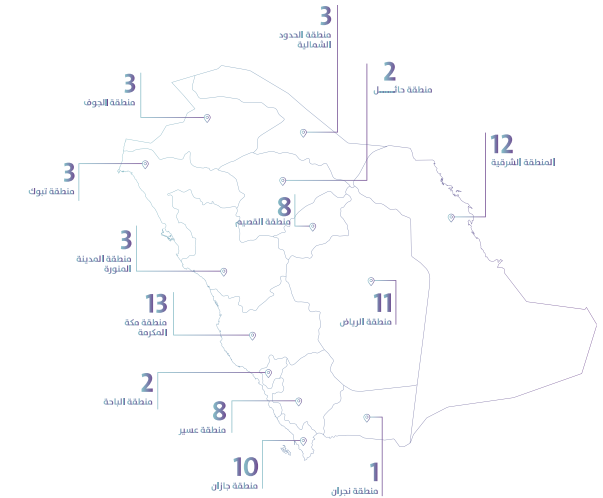 3
منطقة الحدود
الشمالية
2
منطقة حائـــــل
3
منطقة الجوف
12
المنطقة الشرقية
3
منطقة تبوك
8
منطقة القصيم
3
منطقة المدينة
المنورة
11
منطقة الرياض
13
منطقة مكة
المكرمة
2
منطقة الباحة
8
منطقة عسير
10
منطقة جازان
1
منطقة نجران